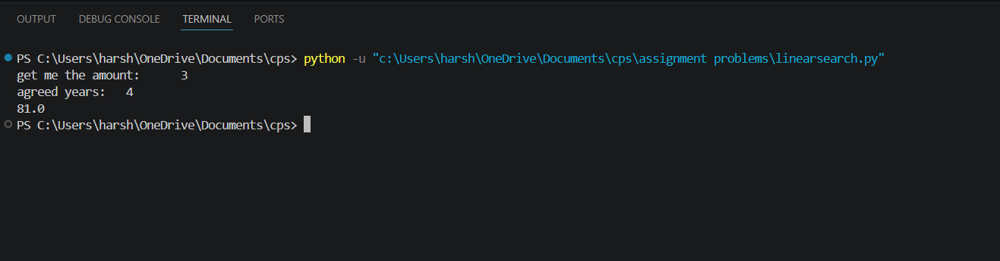 OUTPUT DEBUG CONSOLE TERMINAL PORTS
PS C:\Users\harsh\OneDrive\Documents\cps> python -u "c:\Users\harsh\OneDrive\Documents\cps\assignment problems\linearsearch.py"
get me the amount:      3
agreed years:   4
81.0
PS C:\Users\harsh\OneDrive\Documents\cps>